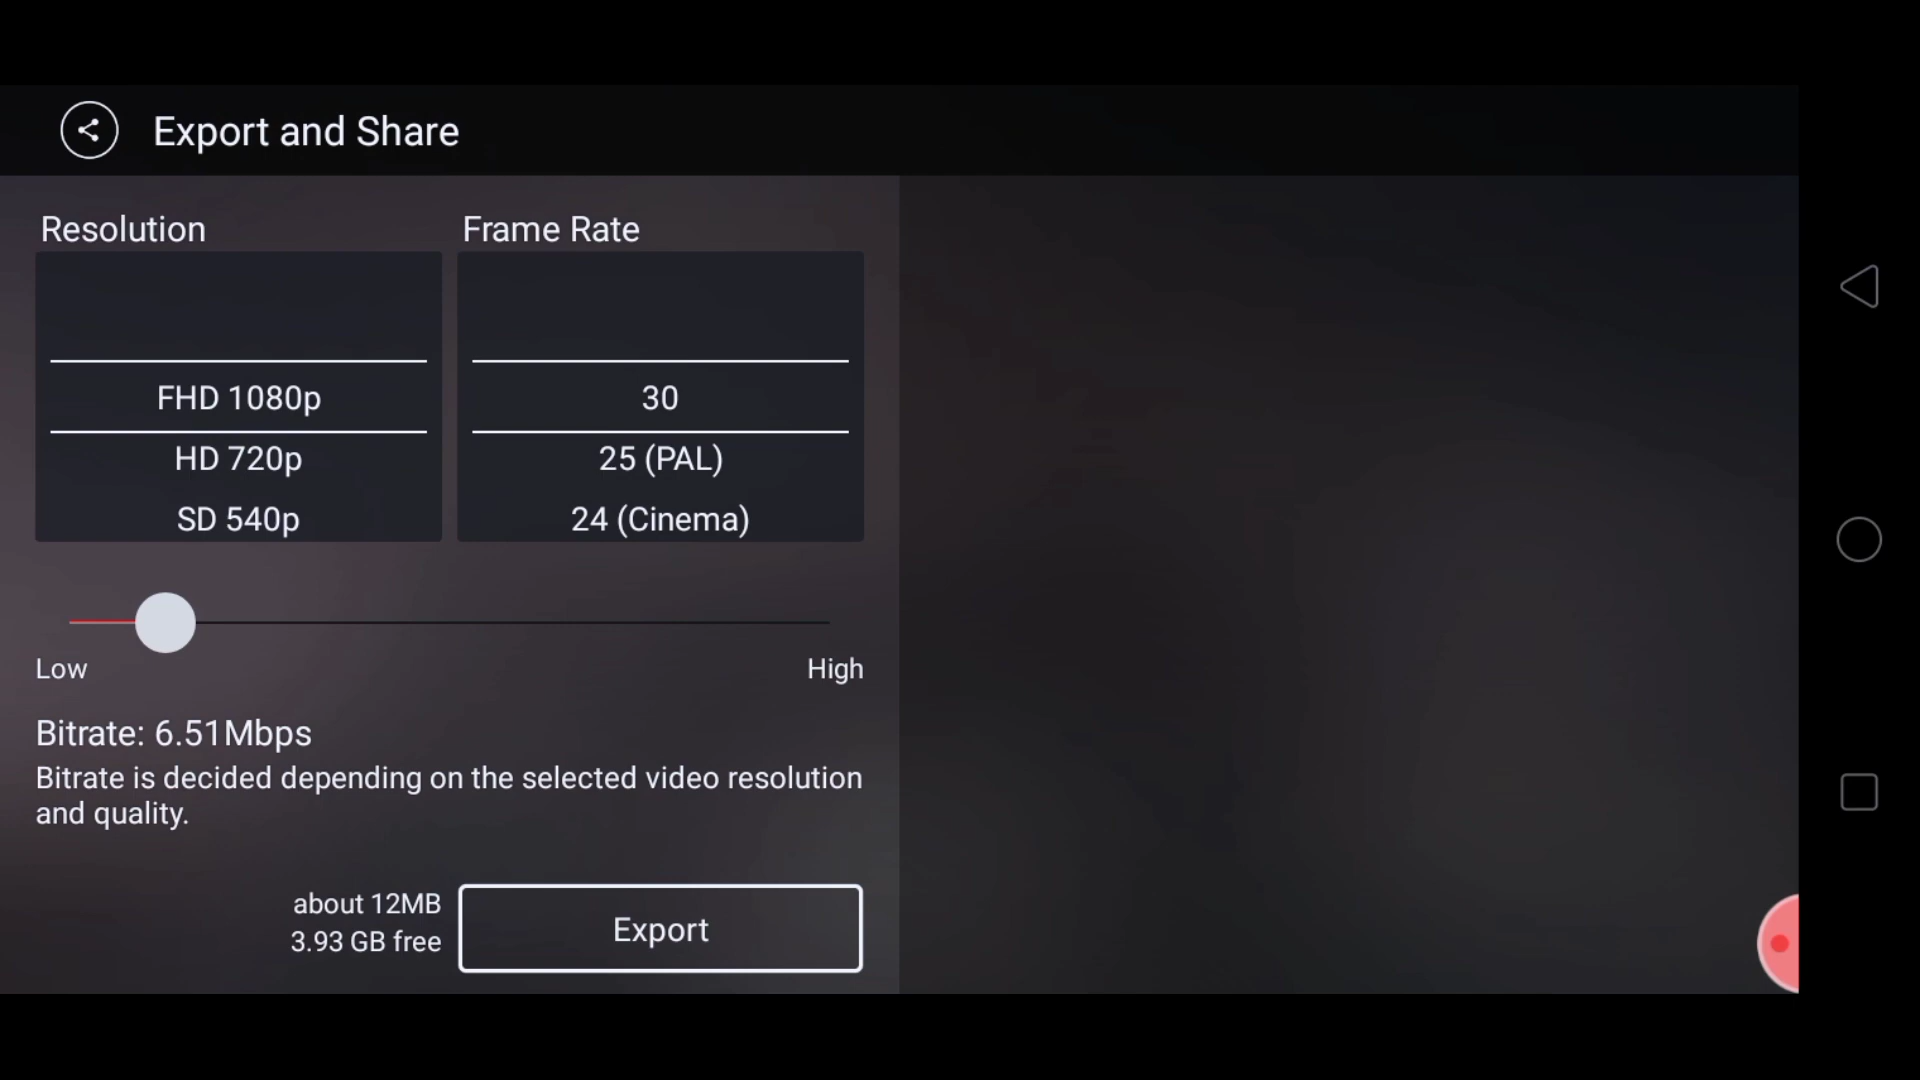 Export and Share
Resolution
Frame Rate
FHD 1080p
30
HD 720p
25 (PAL)
SD 540p
24 (Cinema)
Low
High
Bitrate: 6.51Mbps
Bitrate is decided depending on the selected video resolution
and quality.
about 12MB
3.93 GB free
Export